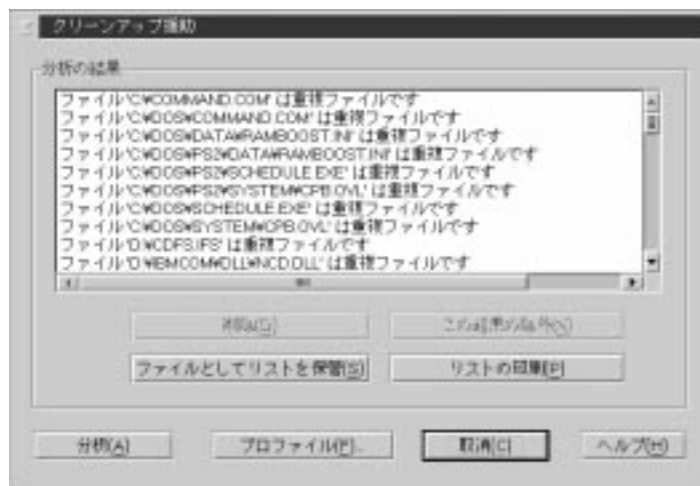 クリーンアップ援助
分析の結果
ファイル'C:¥COMMAND.COM' は重複ファイルです
ファイル'C:¥DOS¥COMMAND.COM' は重複ファイルです
ファイル'C:¥DOS¥DATA¥RAMBOOST.INI' は重複ファイルです
ファイル'C:¥DOS¥PS2¥DATA¥RAMBOOST.INI' は重複ファイルです
ファイル'C:¥DOS¥PS2¥SCHEDULE.EXE' は重複ファイルです
ファイル'C:¥DOS¥PS2¥SYSTEM¥CPB.OVL' は重複ファイルです
ファイル'C:¥DOS¥SCHEDULE.EXE' は重複ファイルです
ファイル'C:¥DOS¥SYSTEM¥CPB.OVL' は重複ファイルです
ファイル'D:¥CDFS.IFS' は重複ファイルです
ファイル'D:¥IBMCOM¥DLL¥NCD.DLL' は重複ファイルです
ファイルとしてリストを保管(S)
リストの印刷(P)
分析(A)
プロファイル(F)..
取消(C)
ヘルプ(H)